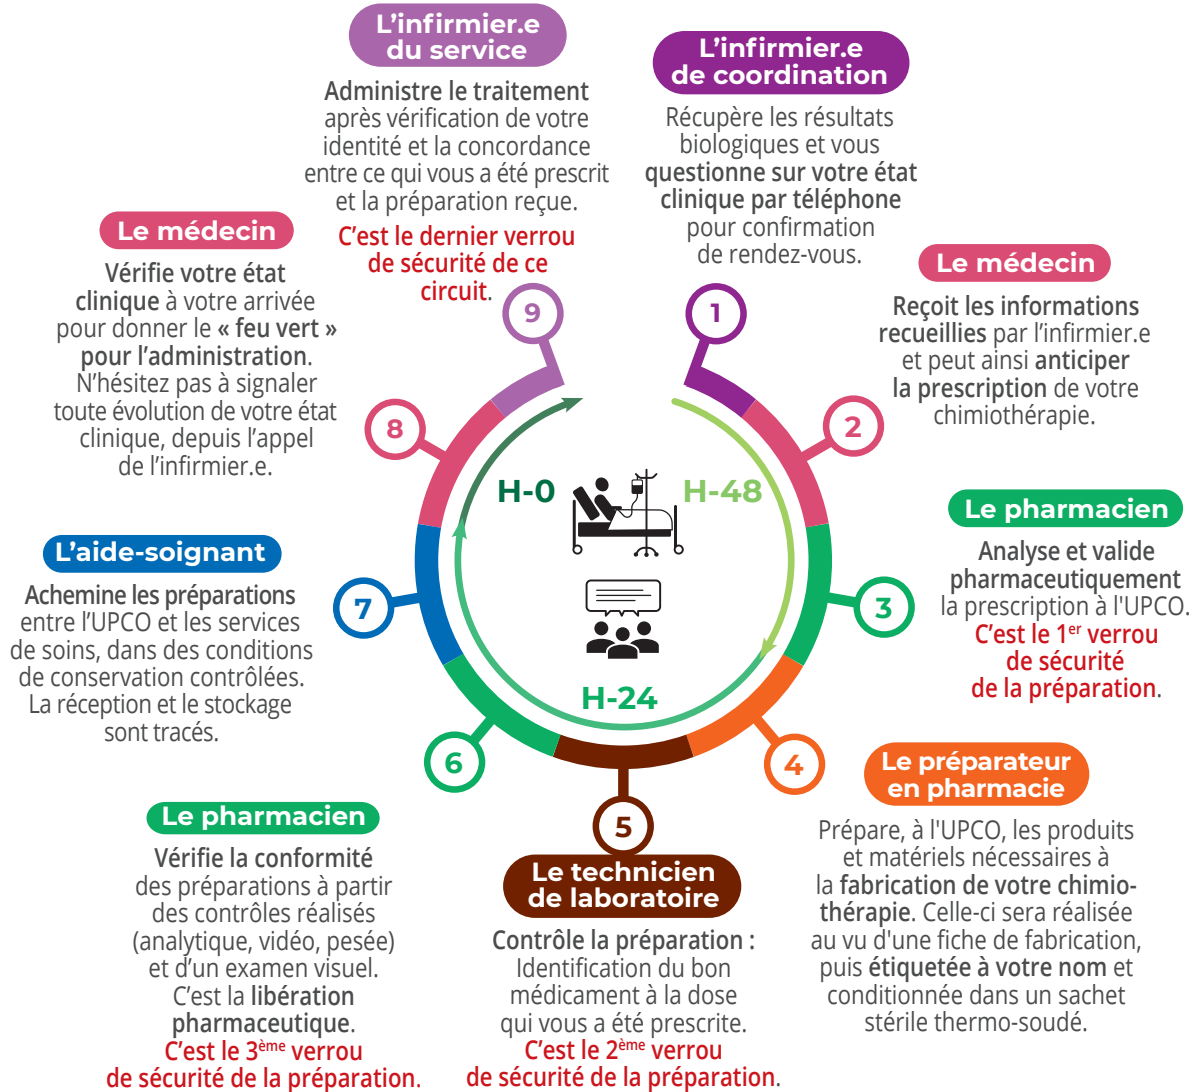 L'infirmier.e
de coordination
Récupère les résultats
biologiques et vous
questionne sur votre état
clinique par téléphone
pour confirmation
de rendez-vous.
1
Le médecin
Reçoit les informations
recueillies par l'infirmier.e
et peut ainsi anticiper
la prescription de votre
chimiothérapie.
2
Le pharmacien
Analyse et valide
pharmaceutiquement
la prescription à l'UPCO.
C'est le 1er verrou
de sécurité
de la préparation.
3
Le préparateur
en pharmacie
Prépare, à l'UPCO, les produits
et matériels nécessaires à
la fabrication de votre chimio-
thérapie. Celle-ci sera réalisée
au vu d'une fiche de fabrication,
puis étiquetée à votre nom et
conditionnée dans un sachet
stérile thermo-soudé.
4
5
Le technicien
de laboratoire
Contrôle la préparation :
Identification du bon
médicament à la dose
qui vous a été prescrite.
C'est le 2ème verrou
de sécurité de la préparation.
6
Le pharmacien
Vérifie la conformité
des préparations à partir
des contrôles réalisés
(analytique, vidéo, pesée)
et d'un examen visuel.
C'est la libération
pharmaceutique.
C'est le 3ème verrou
de sécurité de la préparation.
7
L'aide-soignant
Achemine les préparations
entre l'UPCO et les services
de soins, dans des conditions
de conservation contrôlées.
La réception et le stockage
sont tracés.
8
Le médecin
Vérifie votre état
clinique à votre arrivée
pour donner le « feu vert »
pour l'administration.
N'hésitez pas à signaler
toute évolution de votre état
clinique, depuis l'appel
de l'infirmier.e.
9
L'infirmier.e
du service
Administre le traitement
après vérification de votre
identité et la concordance
entre ce qui vous a été prescrit
et la préparation reçue.
C'est le dernier verrou
de sécurité de ce
circuit.
H-48
H-24
H-0